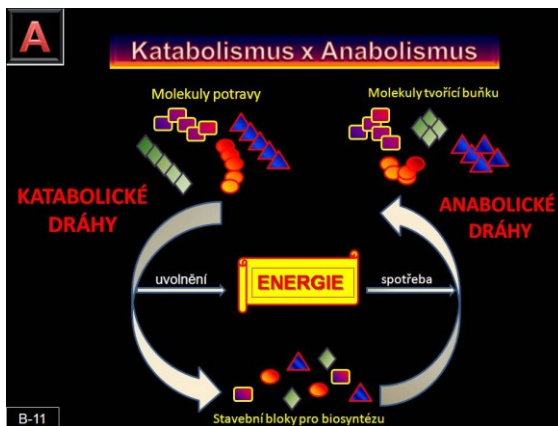 A
Katabolismus x Anabolismus
Molekuly potravy
Molekuly tvořící buňku
KATABOLICKÉ
DRÁHY
ANABOLICKÉ
DRÁHY
uvolnění
ENERGIE
spotřeba
Stavební bloky pro biosyntézu
B-11